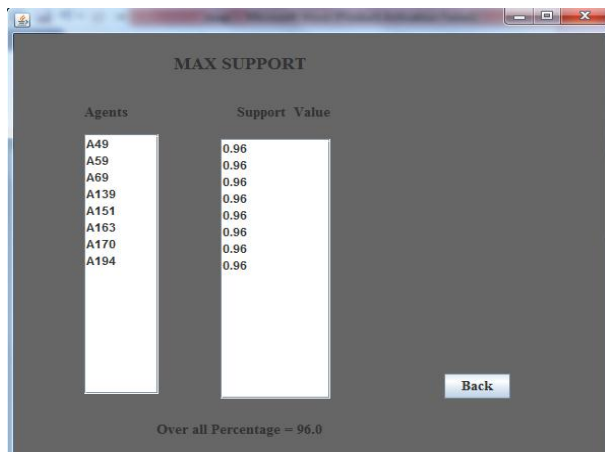 MAX SUPPORT
Agents Support Value
A49 0.96
A59 0.96
A69 0.96
A139 0.96
A151 0.96
A163 0.96
A170 0.96
A194 0.96
Back
Over all Percentage = 96.0